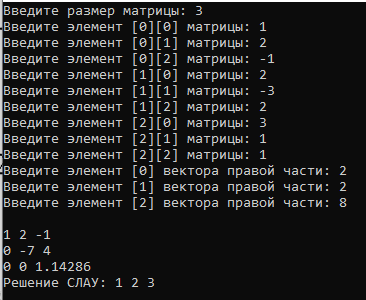 Введите размер матрицы: 3
Введите элемент [0][0] матрицы: 1
Введите элемент [0][1] матрицы: 2
Введите элемент [0][2] матрицы: -1
Введите элемент [1][0] матрицы: 2
Введите элемент [1][1] матрицы: -3
Введите элемент [1][2] матрицы: 2
Введите элемент [2][0] матрицы: 3
Введите элемент [2][1] матрицы: 1
Введите элемент [2][2] матрицы: 1
Введите элемент [0] вектора правой части: 2
Введите элемент [1] вектора правой части: 2
Введите элемент [2] вектора правой части: 8
1 2 -1
0 -7 4
0 0 1.14286
Решение СЛАУ: 1 2 3